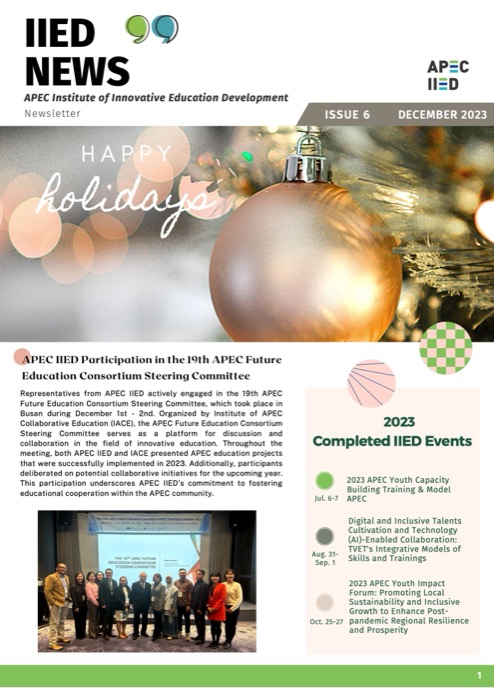 IIED
NEWS
APEC Institute of Innovative Education Development
Newsletter
APEC
IIED
ISSUE 6 DECEMBER 2023
HAPPY
holidays
APEC IIED Participation in the 19th APEC Future
Education Consortium Steering Committee
Representatives from APEC IIED actively engaged in the 19th APEC
Future Education Consortium Steering Committee, which took place in
Busan during December 1st - 2nd. Organized by Institute of APEC
Collaborative Education (IACE), the APEC Future Education Consortium
Steering Committee serves as a platform for discussion and
collaboration in the field of innovative education. Throughout the
meeting, both APEC IIED and IACE presented APEC education projects
that were successfully implemented in 2023. Additionally, participants
deliberated on potential collaborative initiatives for the upcoming year.
This participation underscores APEC IIED's commitment to fostering
educational cooperation within the APEC community.
THE 19TH APEC FUTURE
EDUCATION CONSORTIUM
STEERING COMMITTEE
2023
Completed IIED Events
Jul. 6-7
2023 APEC Youth Capacity
Building Training & Model
APEC
Aug. 31-
Sep. 1
Digital and Inclusive Talents
Cultivation and Technology
(AI)-Enabled Collaboration:
TVET's Integrative Models of
Skills and Trainings
Oct. 25-27
2023 APEC Youth Impact
Forum: Promoting Local
Sustainability and Inclusive
Growth to Enhance Post-
pandemic Regional Resilience
and Prosperity
1